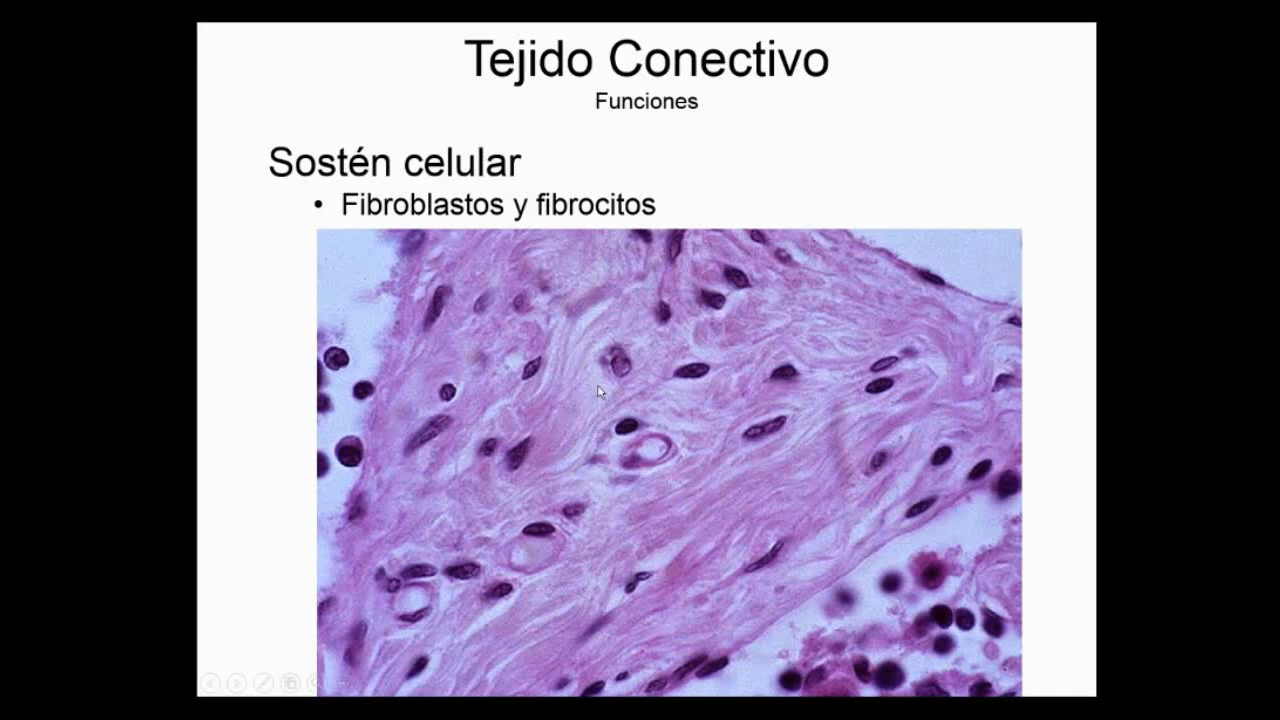 Tejido Conectivo
Funciones
Sostén celular
• Fibroblastos y fibrocitos